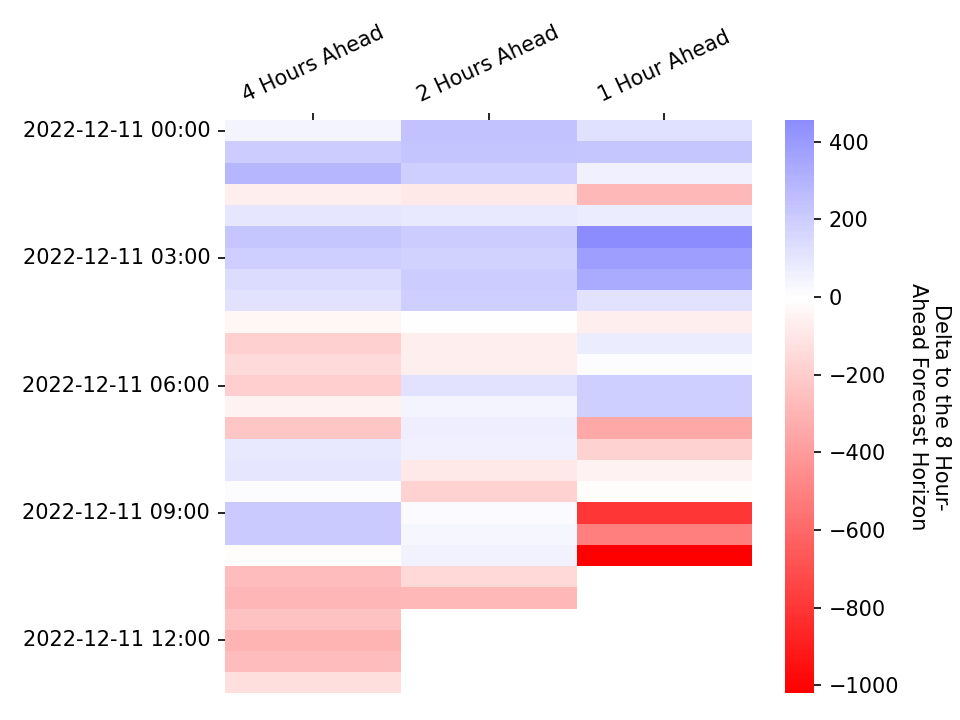 4 Hours Ahead
2 Hours Ahead
1 Hour Ahead
2022-12-11 00:00
2022-12-11 03:00
2022-12-11 06:00
2022-12-11 09:00
2022-12-11 12:00
400
200
0
−200
−400
−600
−800
−1000
Delta to the 8 Hour-
Ahead Forecast Horizon